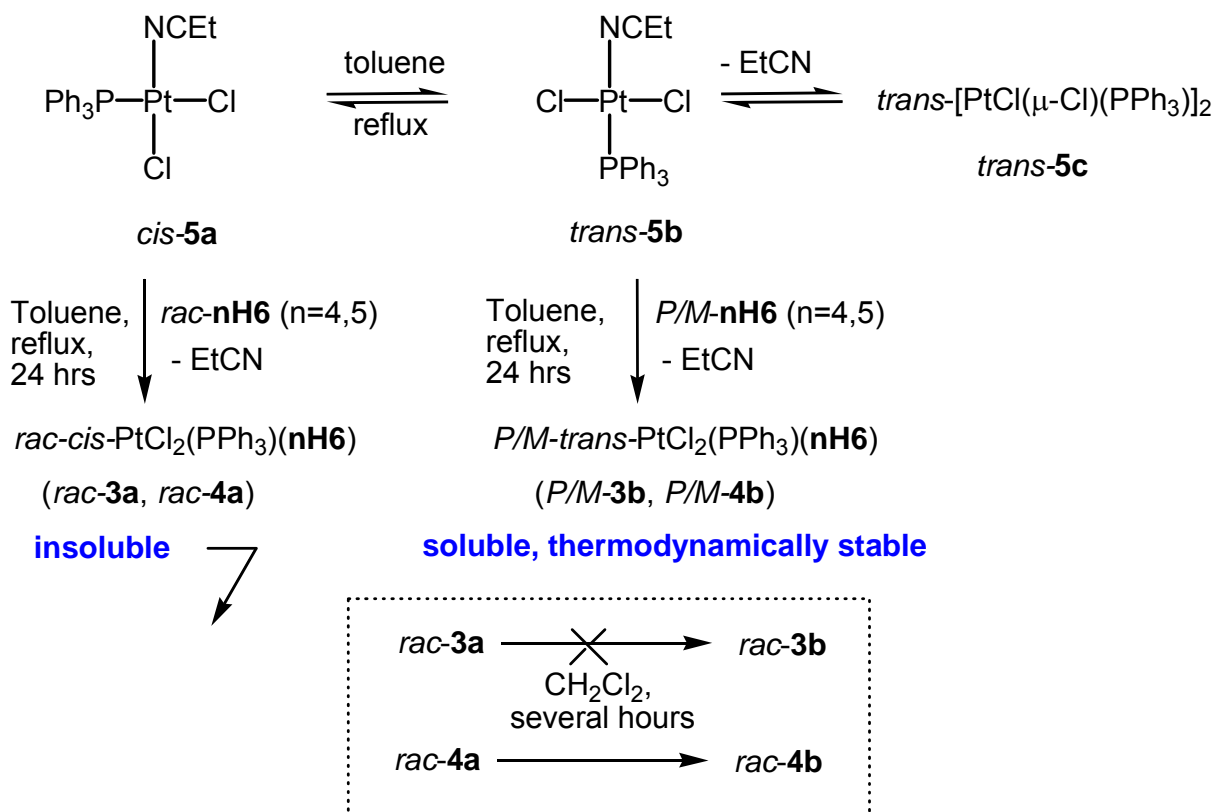 NCEt
Ph3P Pt Cl
Cl
toluene
reflux
NCEt
Cl Pt Cl
PPh3
- EtCN
trans-[PtCl(μ-Cl)(PPh3)]2
cis-5a
trans-5b
trans-5c
Toluene,
reflux,
24 hrs
rac-nH6 (n=4,5)
- EtCN
Toluene,
reflux,
24 hrs
P/M-nH6 (n=4,5)
- EtCN
rac-cis-PtCl2(PPh3)(nH6)
(rac-3a, rac-4a)
insoluble
P/M-trans-PtCl2(PPh3)(nH6)
(P/M-3b, P/M-4b)
soluble, thermodynamically stable
rac-3a rac-3b
CH2Cl2,
several hours
rac-4a rac-4b